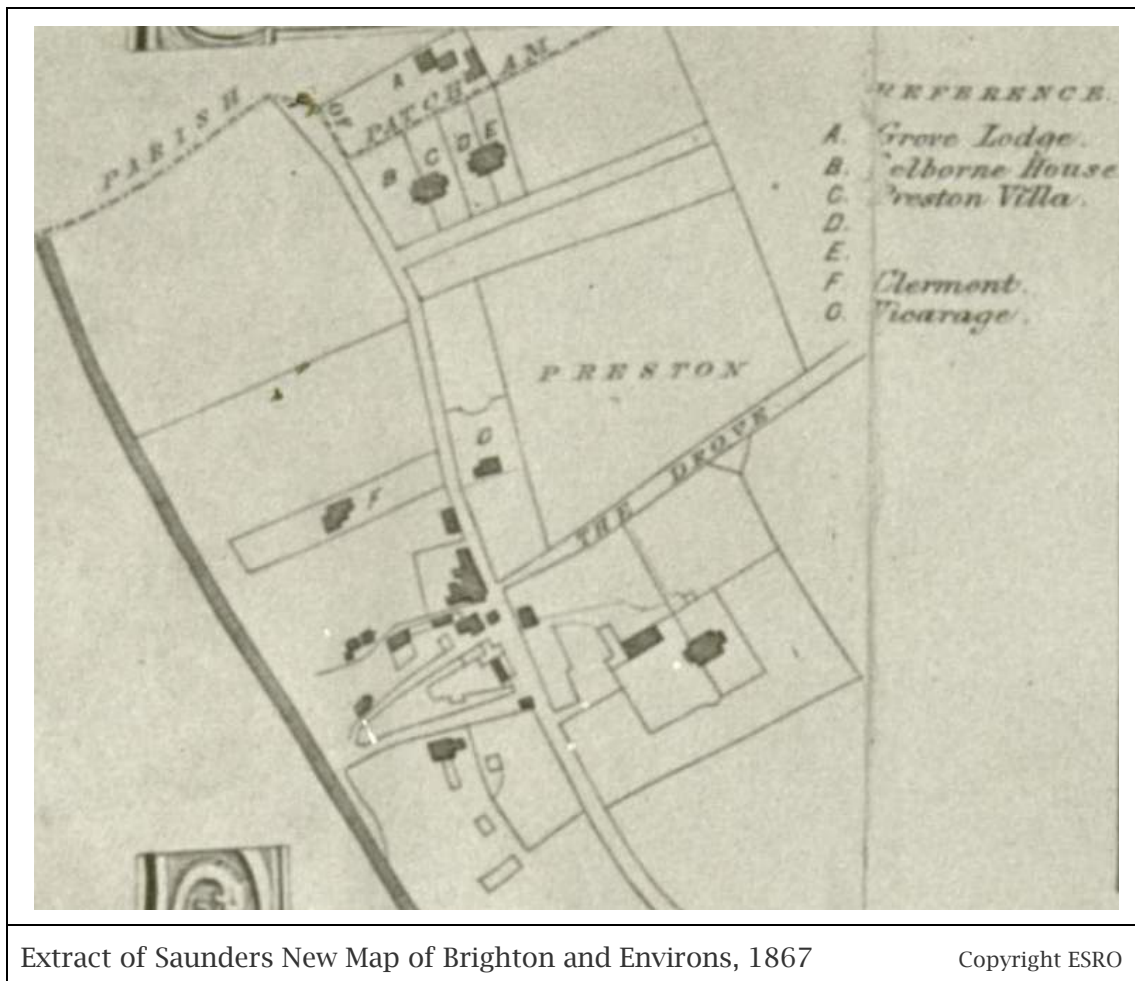 PARISH
OF
PATCHAM
A
B
C
D
E
REFERENCE.
A. Grove Lodge.
B. elborne House
C. Preston Villa.
D.
E.
F. Clermont.
G. Vicarage.
PRESTON
G
THE DROVE
F
Extract of Saunders New Map of Brighton and Environs, 1867
Copyright ESRO